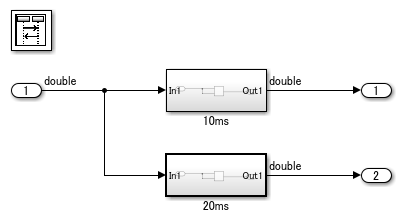 double
1
In1
Out1
double
1
10ms
In1
Out1
double
2
20ms